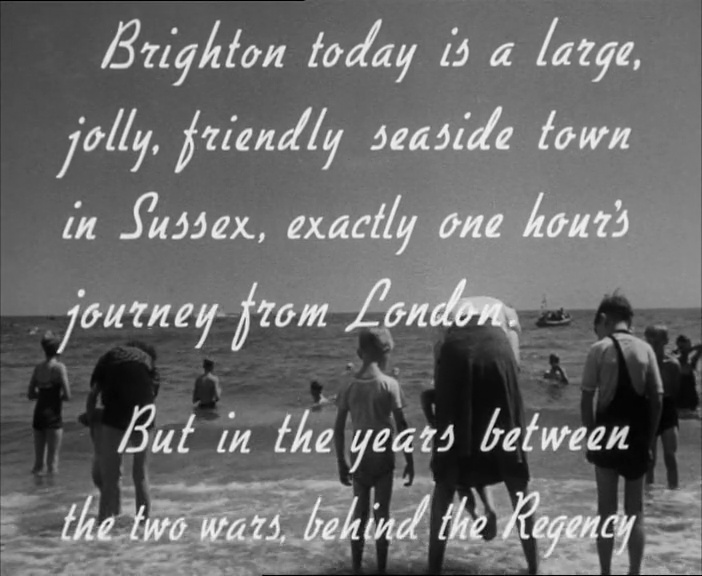 Brighton today is a large,
jolly, friendly seaside town
in Sussex, exactly one hour's
journey from London.
But in the years between
the two wars, behind the Regency